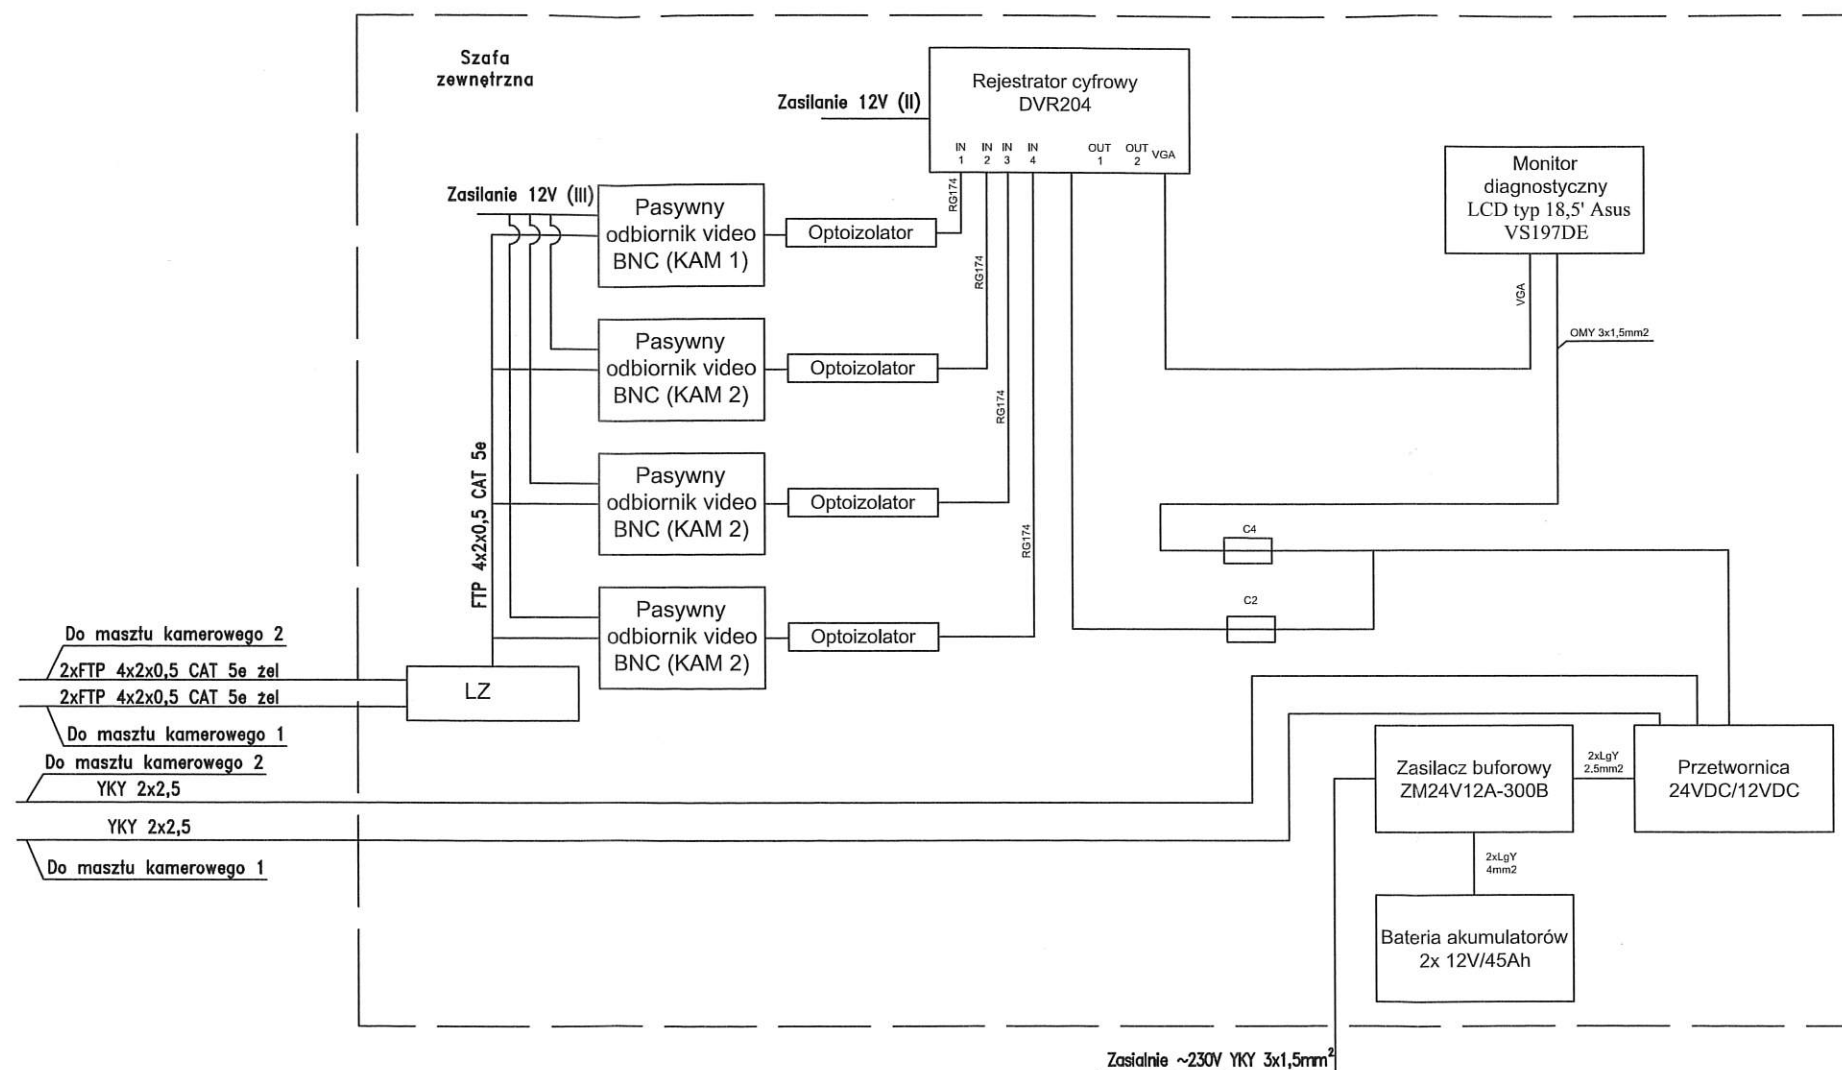 Szafa
zewnętrzna
Rejestrator cyfrowy
DVR204
Zasilanie 12V (II)
IN
1
IN
2
IN
3
IN
4
OUT
1
OUT
2
VGA
Monitor
diagnostyczny
LCD typ 18,5' Asus
VS197DE
Zasilanie 12V (III)
Pasywny
odbiornik video
BNC (KAM 1)
Optoizolator
RG174
Pasywny
odbiornik video
BNC (KAM 2)
Optoizolator
RG174
Pasywny
odbiornik video
BNC (KAM 2)
Optoizolator
RG174
Pasywny
odbiornik video
BNC (KAM 2)
Optoizolator
RG174
VGA
OMY 3x1,5mm2
C4
C2
FTP 4x2x0,5 CAT 5e
LZ
Do masztu kamerowego 2
2xFTP 4x2x0,5 CAT 5e żel
2xFTP 4x2x0,5 CAT 5e żel
Do masztu kamerowego 1
Do masztu kamerowego 2
YKY 2x2,5
YKY 2x2,5
Do masztu kamerowego 1
Zasilacz buforowy
ZM24V12A-300B
2xLgY
2.5mm2
Przetwornica
24VDC/12VDC
2xLgY
4mm2
Bateria akumulatorów
2x 12V/45Ah
Zasialnie ~230V YKY 3x1,5mm²